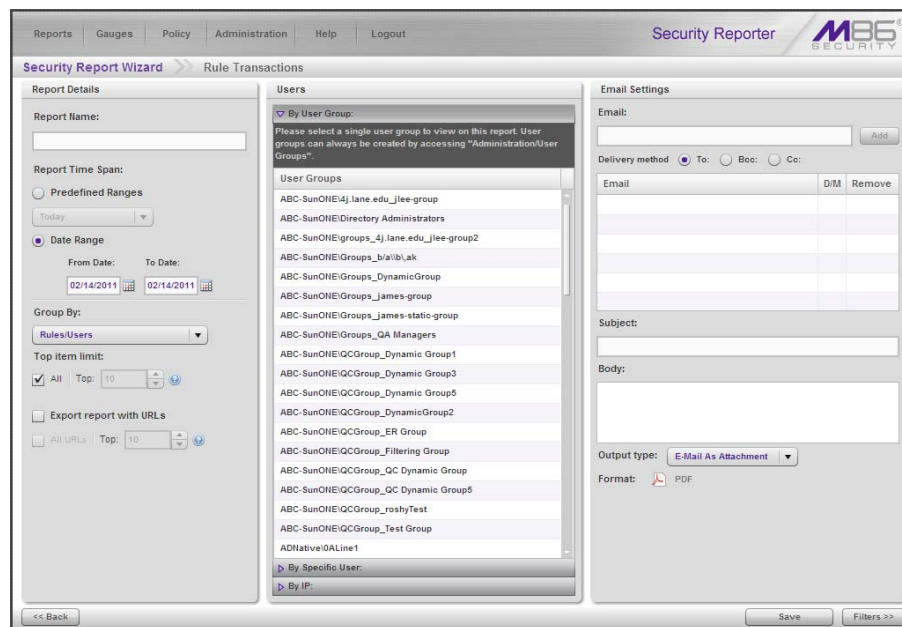 Reports Gauges Policy Administration Help Logout
Security Reporter
M86
SECURITY
Security Report Wizard Rule Transactions
Report Details
Report Name:
Report Time Span:
Predefined Ranges
Today
Date Range
From Date: To Date:
02/14/2011 02/14/2011
Group By:
Rules/Users
Top item limit:
All Top: 10
Export report with URLs
All URLs Top: 10
Users
By User Group:
Please select a single user group to view on this report. User
groups can always be created by accessing "Administration/User
Groups".
User Groups
ABC-SunONE\4j.lane.edu_jlee-group
ABC-SunONE\Directory Administrators
ABC-SunONE\groups_4j.lane.edu_jlee-group2
ABC-SunONE\Groups_b/a\\b\,ak
ABC-SunONE\Groups_DynamicGroup
ABC-SunONE\Groups_james-group
ABC-SunONE\Groups_james-static-group
ABC-SunONE\Groups_QA Managers
ABC-SunONE\QCGroup_Dynamic Group1
ABC-SunONE\QCGroup_Dynamic Group3
ABC-SunONE\QCGroup_Dynamic Group5
ABC-SunONE\QCGroup_DynamicGroup2
ABC-SunONE\QCGroup_ER Group
ABC-SunONE\QCGroup_Filtering Group
ABC-SunONE\QCGroup_QC Dynamic Group
ABC-SunONE\QCGroup_QC Dynamic Group5
ABC-SunONE\QCGroup_roshyTest
ABC-SunONE\QCGroup_Test Group
ADNative\0ALine1
By Specific User:
By IP:
Email Settings
Email:
Add
Delivery method To: Bcc: Cc:
Email D/M Remove
Subject:
Body:
Output type: E-Mail As Attachment
Format: PDF
<< Back
Save
Filters >>